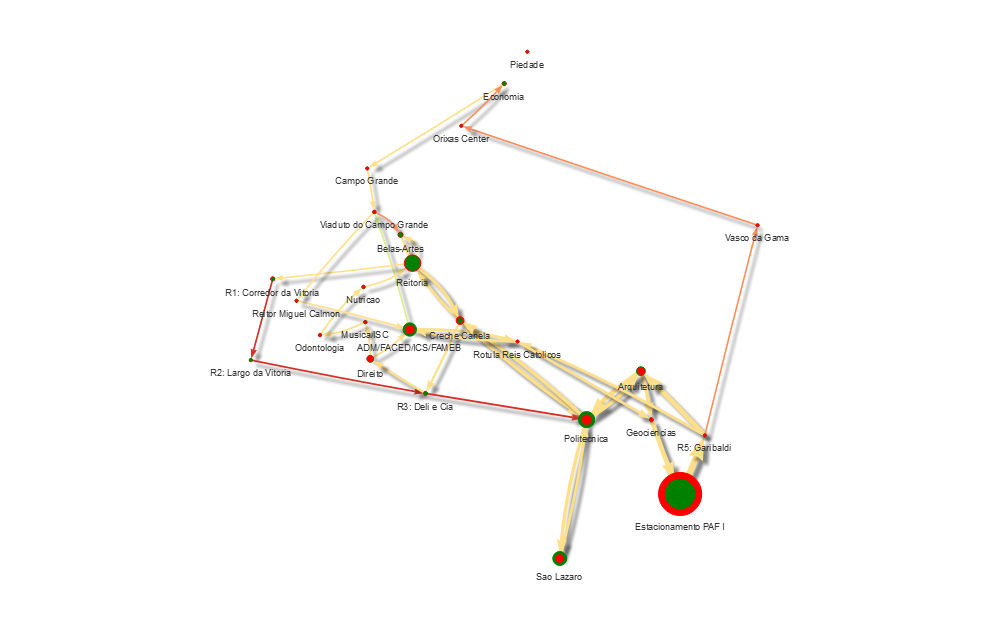 Piedade
Economia
Orixas Center
Campo Grande
Viaduto do Campo Grande
Vasco da Gama
Belas-Artes
Reitoria
R1: Corredor da Vitoria
Nutricao
Reitor Miguel Calmon
Musica/ISC
Creche Canela
Odontologia
ADM/FACED/ICS/FAMEB
Rotula Reis Catolicos
R2: Largo da Vitoria
Direito
Arquitetura
R3: Deli e Cia
Politecnica
Geociencias
R5: Garibaldi
Estacionamento PAF I
Sao Lazaro